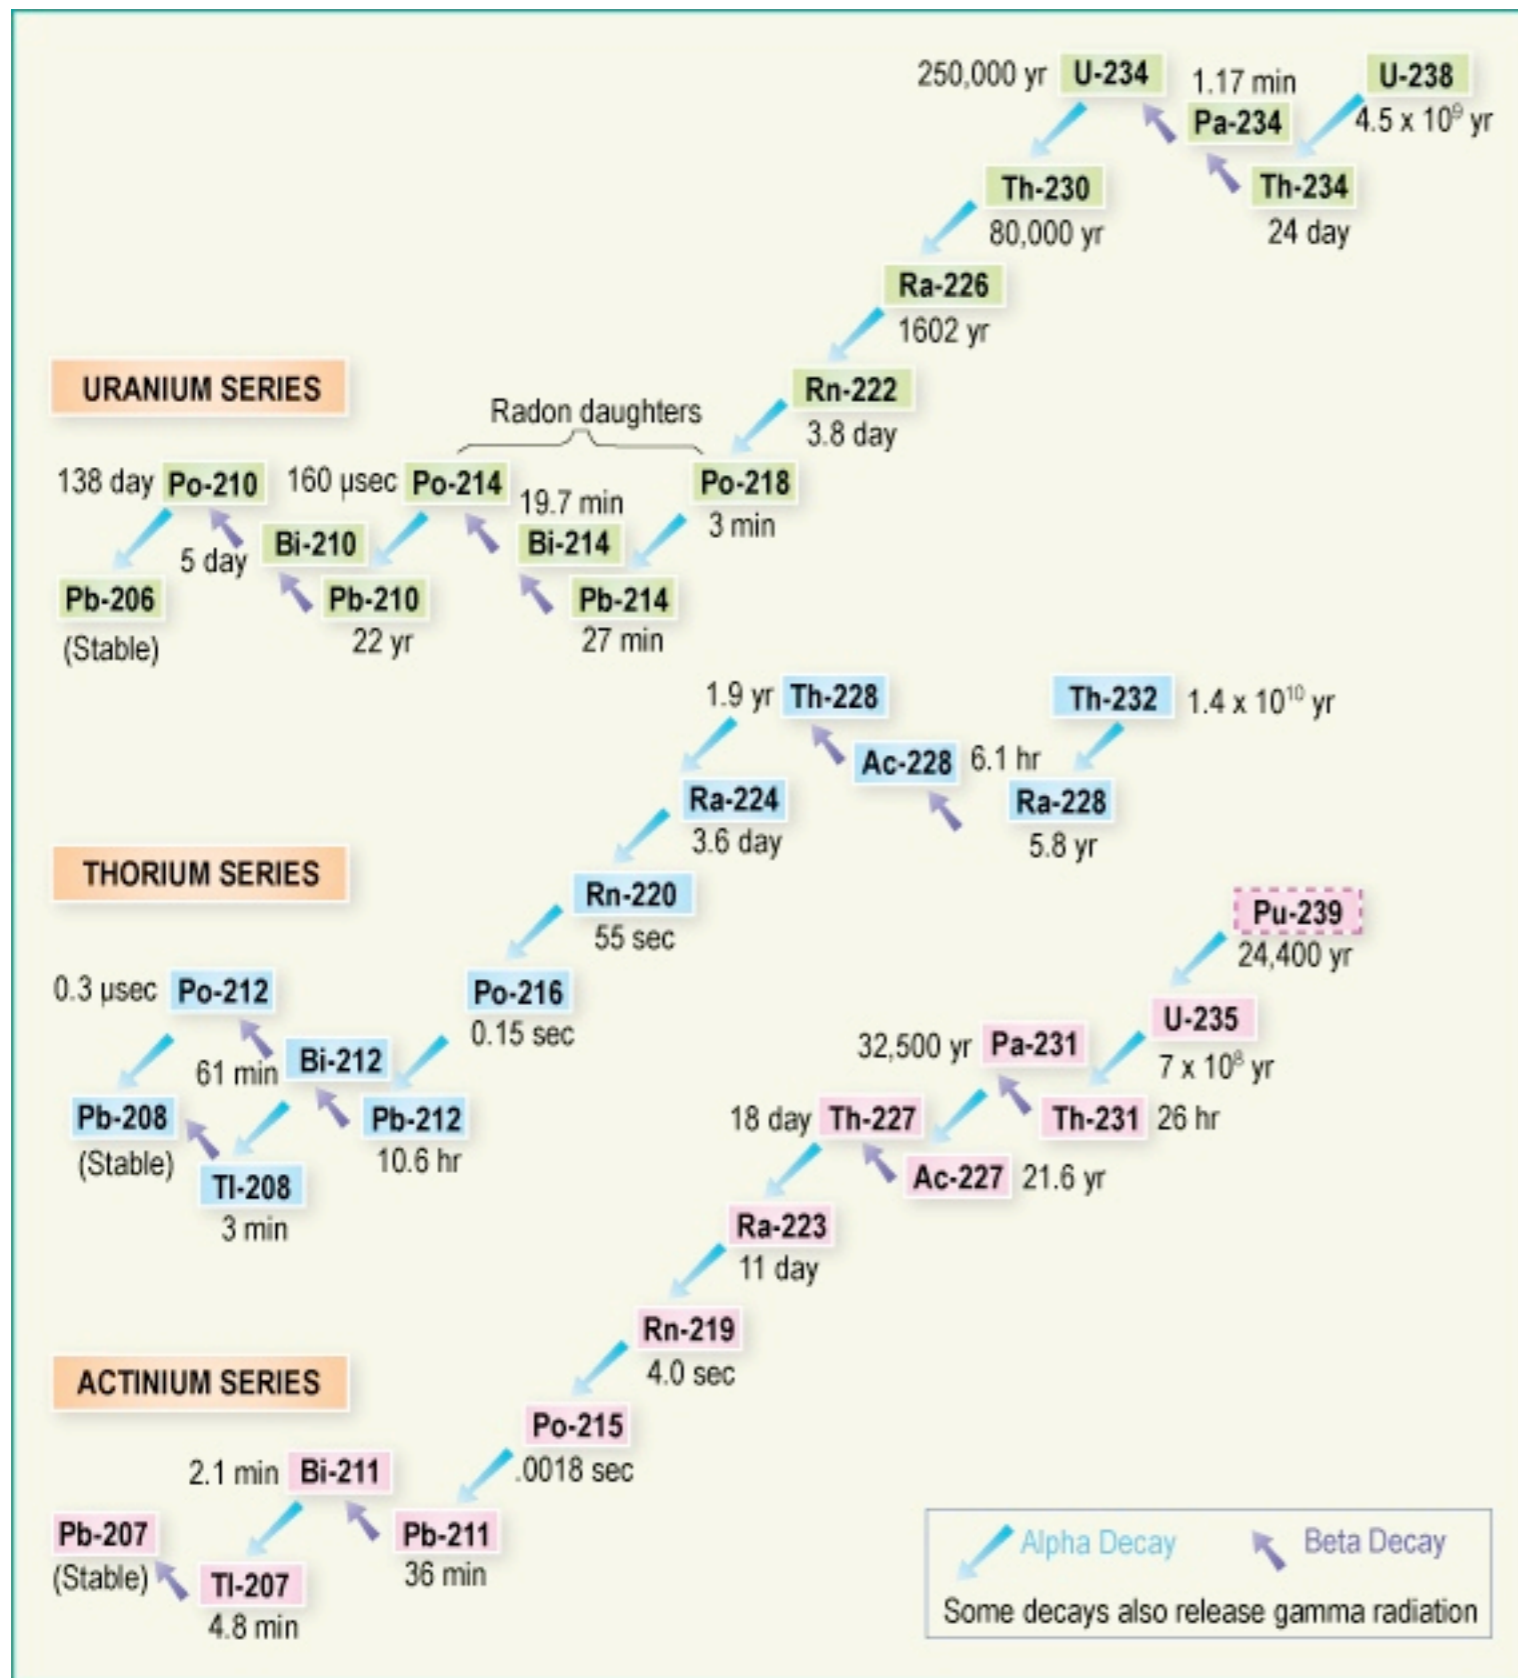 250,000 yr U-234 1.17 min U-238
Pa-234 4.5 x 10⁹ yr
Th-230 Th-234
80,000 yr 24 day
Ra-226
1602 yr
URANIUM SERIES
Rn-222
3.8 day
Radon daughters
138 day Po-210 160 µsec Po-214 19.7 min Po-218
3 min
5 day Bi-210 Bi-214
Pb-206 Pb-210 Pb-214
(Stable) 22 yr 27 min
1.9 yr Th-228 Th-232 1.4 x 10¹⁰ yr
Ac-228 6.1 hr
Ra-224 Ra-228
3.6 day 5.8 yr
THORIUM SERIES
Rn-220
55 sec
Pu-239
24,400 yr
0.3 µsec Po-212 Po-216
0.15 sec
U-235
7 x 10⁸ yr
32,500 yr Pa-231
61 min Bi-212
Pb-208 Pb-212
(Stable) 10.6 hr
18 day Th-227 Th-231 26 hr
Tl-208
3 min
Ac-227 21.6 yr
Ra-223
11 day
Rn-219
4.0 sec
ACTINIUM SERIES
Po-215
.0018 sec
2.1 min Bi-211
Pb-207 Pb-211
(Stable) 36 min
Tl-207
4.8 min
Alpha Decay Beta Decay
Some decays also release gamma radiation